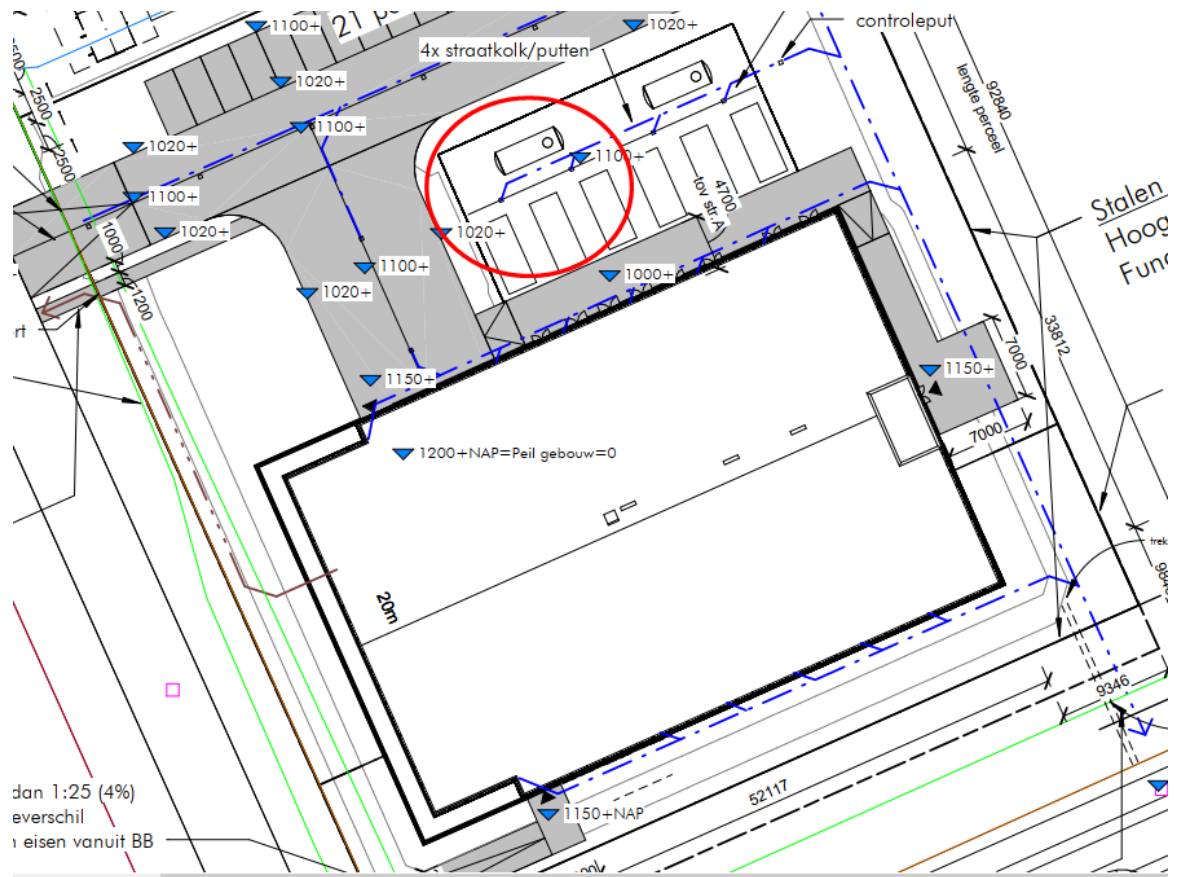 1100+
21
1020+
controleput
4x straatkolk/putten
2500
1020+
92840
lengte perceel
2500
1100+
1020+
1100+
4700
tov str A
1100+
Stalen
1000
1020+
1020+
1100+
1000+
1200
1020+
33812
7000
1150+
1150+
7000
1200+NAP=Peil gebouw=0
trek
20m
9346
52117
1150+NAP
dan 1:25 (4%)
everschil
eisen vanuit BB